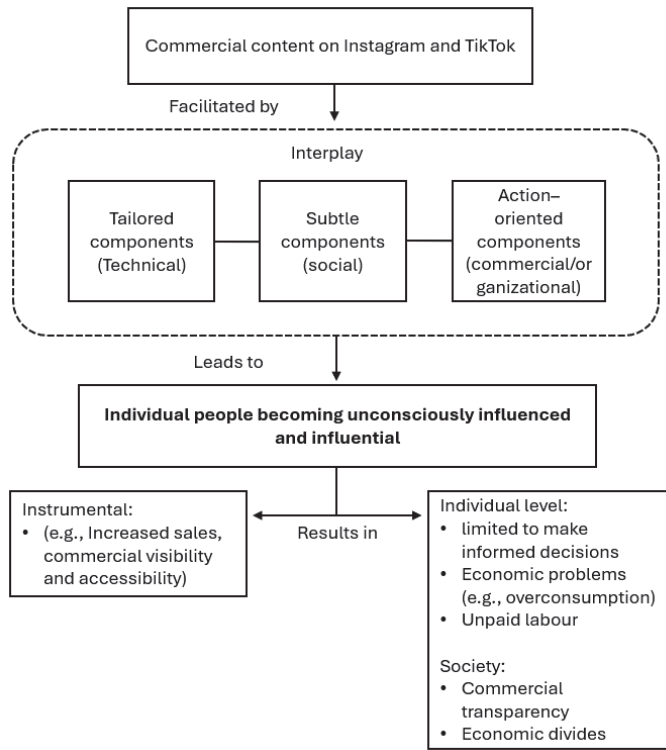 Commercial content on Instagram and TikTok
Facilitated by
Interplay
Tailored
components
(Technical)
Subtle
components
(social)
Action–
oriented
components
(commercial/or
ganizational)
Leads to
Individual people becoming unconsciously influenced
and influential
Instrumental:
• (e.g., Increased sales,
commercial visibility
and accessibility)
Results in
Individual level:
• limited to make
informed decisions
• Economic problems
(e.g., overconsumption)
• Unpaid labour
Society:
• Commercial
transparency
• Economic divides